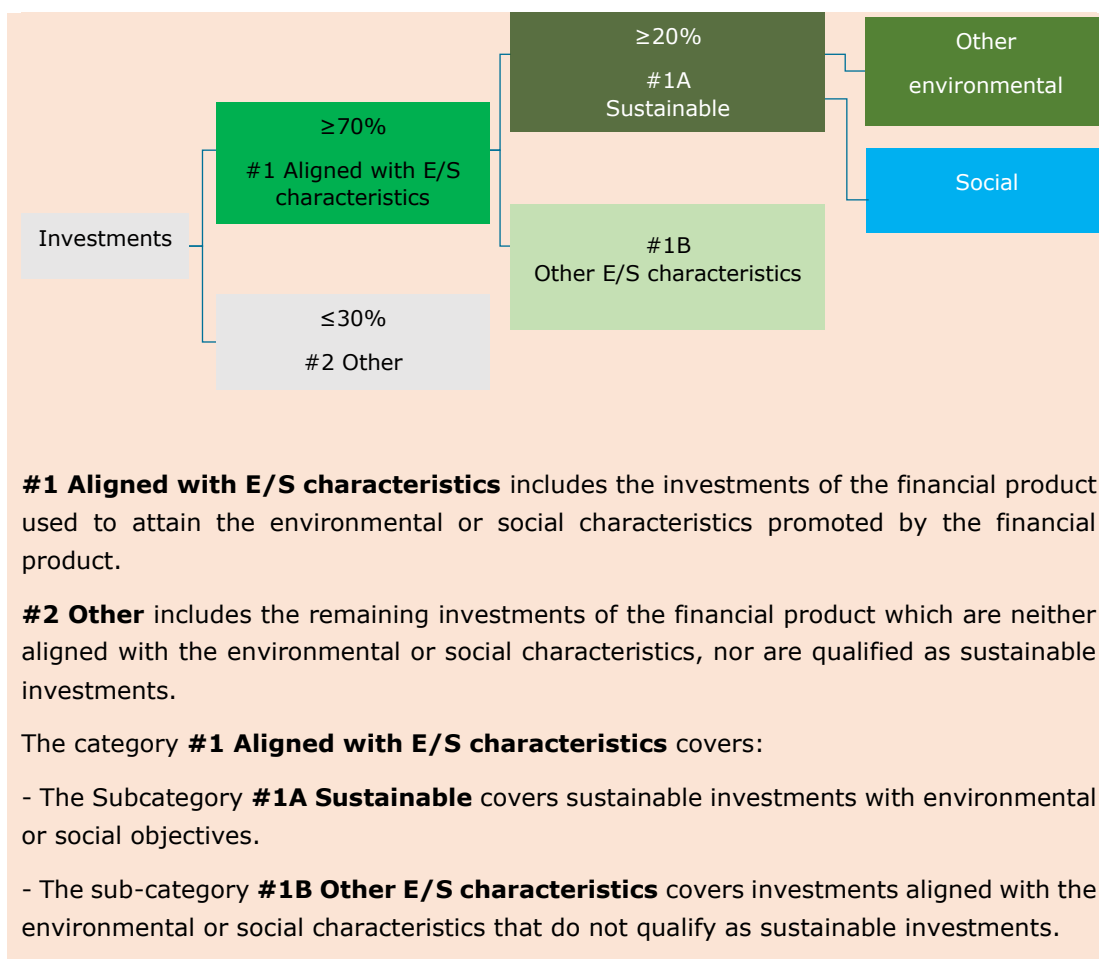 ≥20%
#1A
Sustainable
Other
environmental
≥70%
#1 Aligned with E/S
characteristics
Social
Investments
#1B
Other E/S characteristics
≤30%
#2 Other
#1 Aligned with E/S characteristics includes the investments of the financial product
used to attain the environmental or social characteristics promoted by the financial
product.
#2 Other includes the remaining investments of the financial product which are neither
aligned with the environmental or social characteristics, nor are qualified as sustainable
investments.
The category #1 Aligned with E/S characteristics covers:
- The Subcategory #1A Sustainable covers sustainable investments with environmental
or social objectives.
- The sub-category #1B Other E/S characteristics covers investments aligned with the
environmental or social characteristics that do not qualify as sustainable investments.